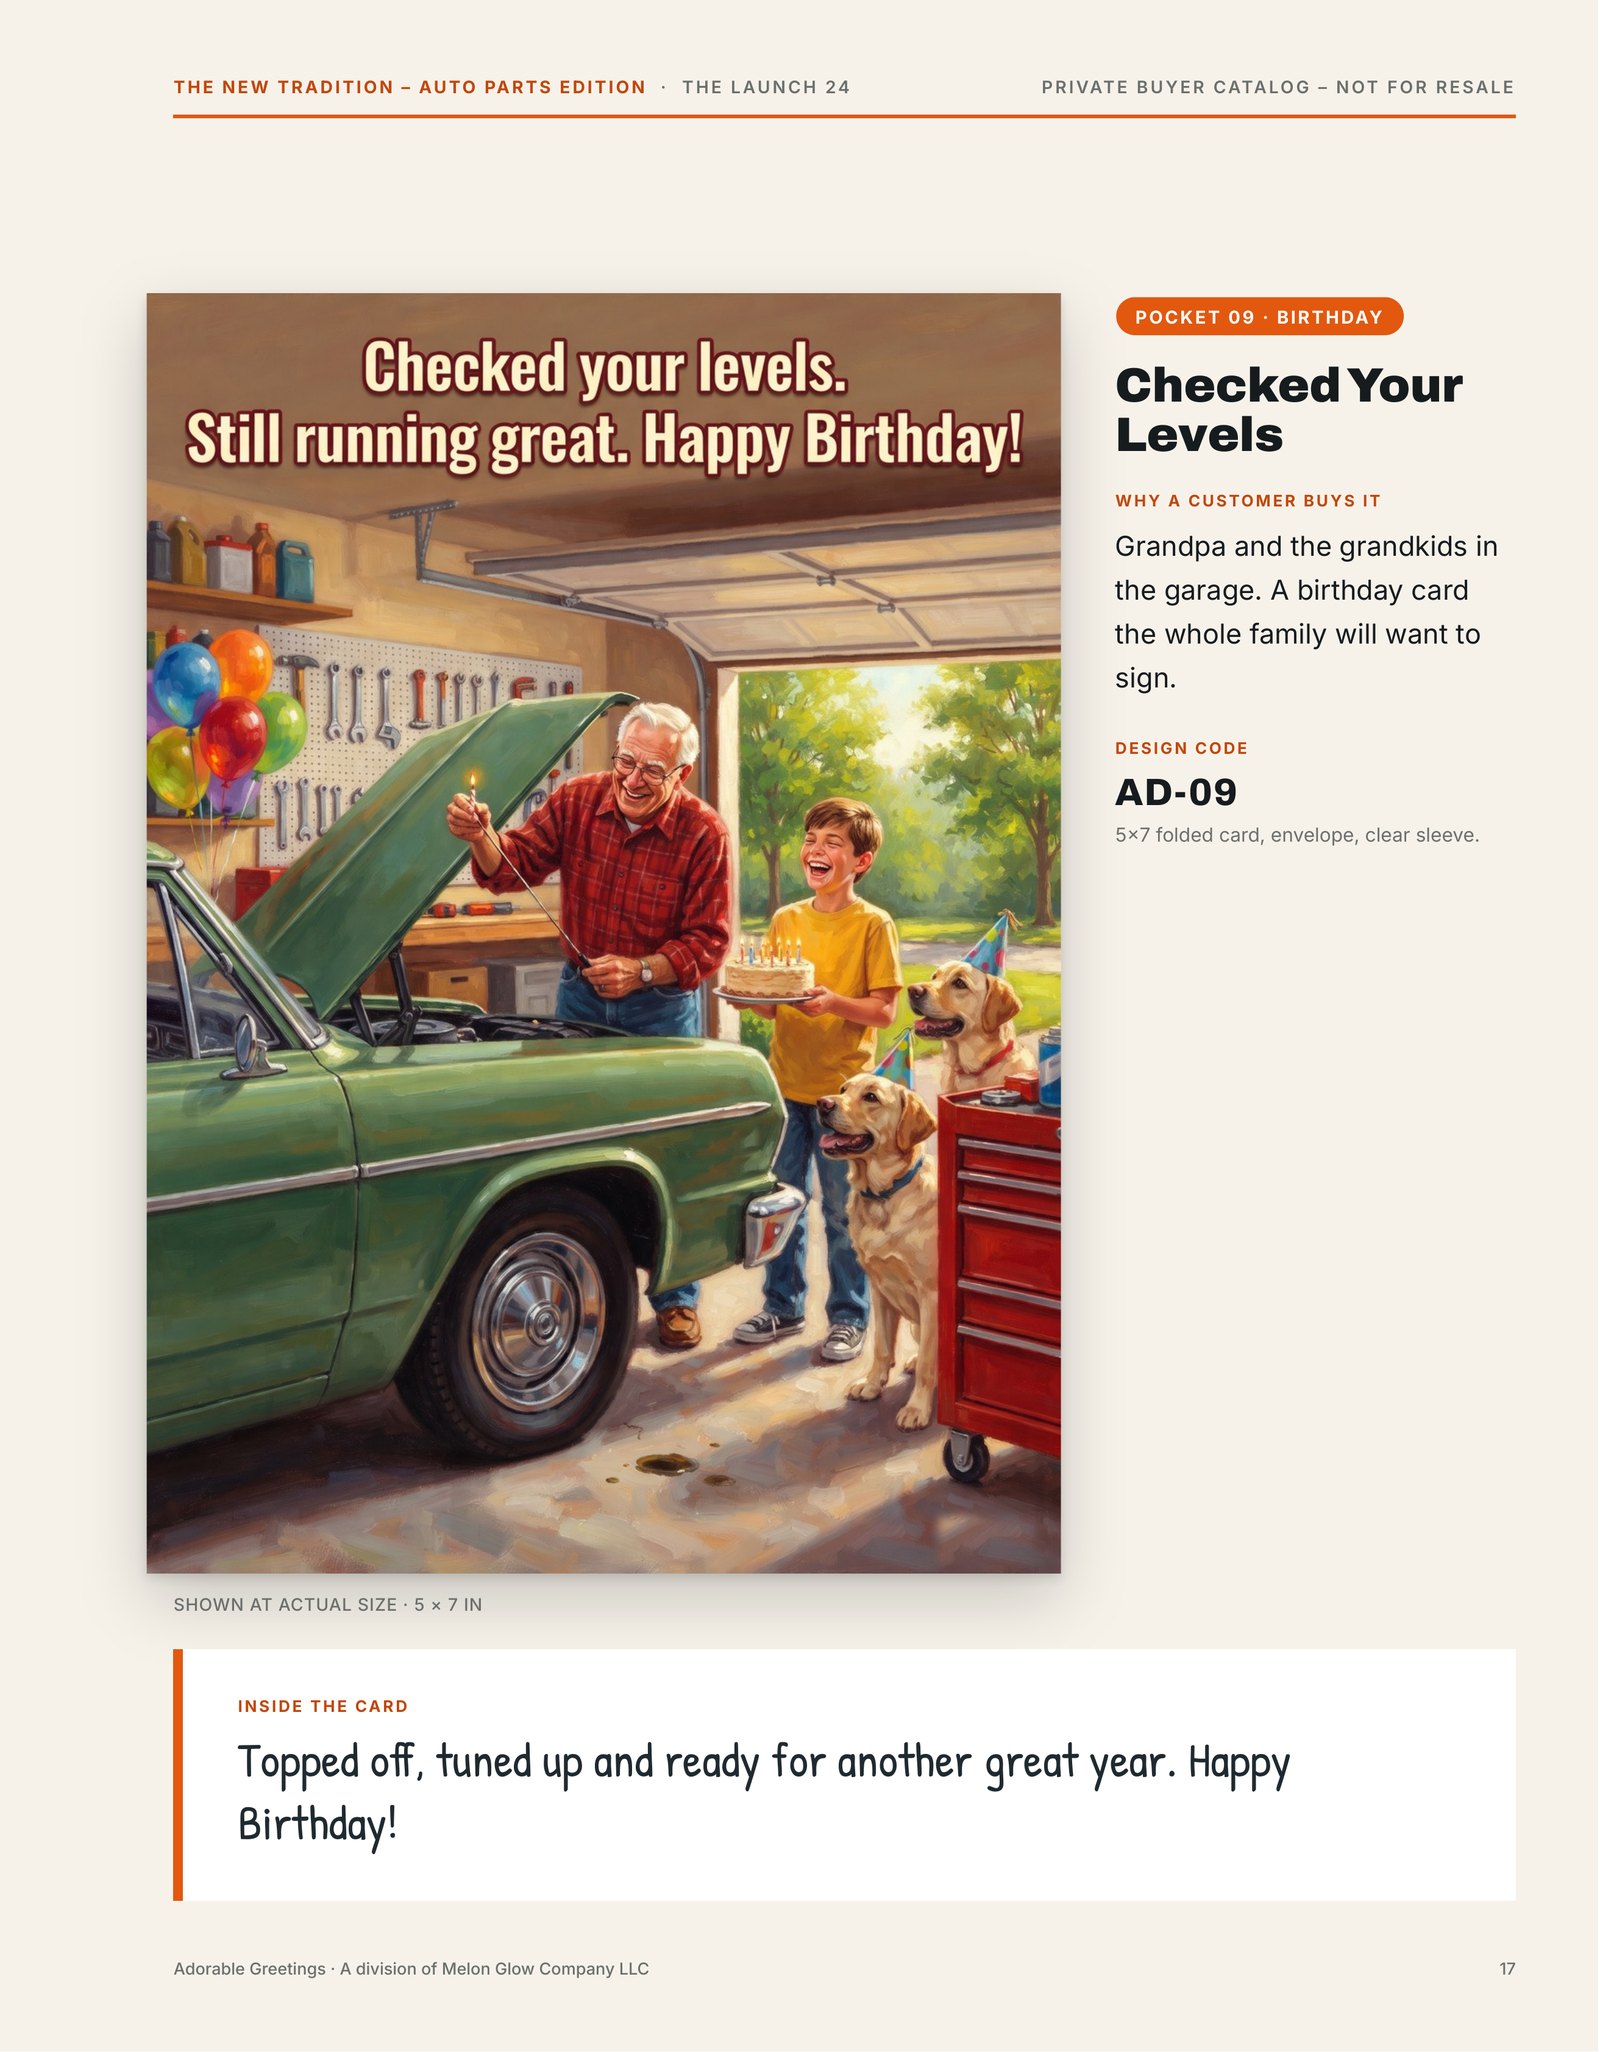 THE NEW TRADITION – AUTO PARTS EDITION · THE LAUNCH 24
PRIVATE BUYER CATALOG – NOT FOR RESALE
Checked your levels.
Still running great. Happy Birthday!
POCKET 09 · BIRTHDAY
Checked Your
Levels
WHY A CUSTOMER BUYS IT
Grandpa and the grandkids in
the garage. A birthday card
the whole family will want to
sign.
DESIGN CODE
AD-09
5×7 folded card, envelope, clear sleeve.
SHOWN AT ACTUAL SIZE · 5 × 7 IN
INSIDE THE CARD
Topped off, tuned up and ready for another great year. Happy
Birthday!
Adorable Greetings · A division of Melon Glow Company LLC
17